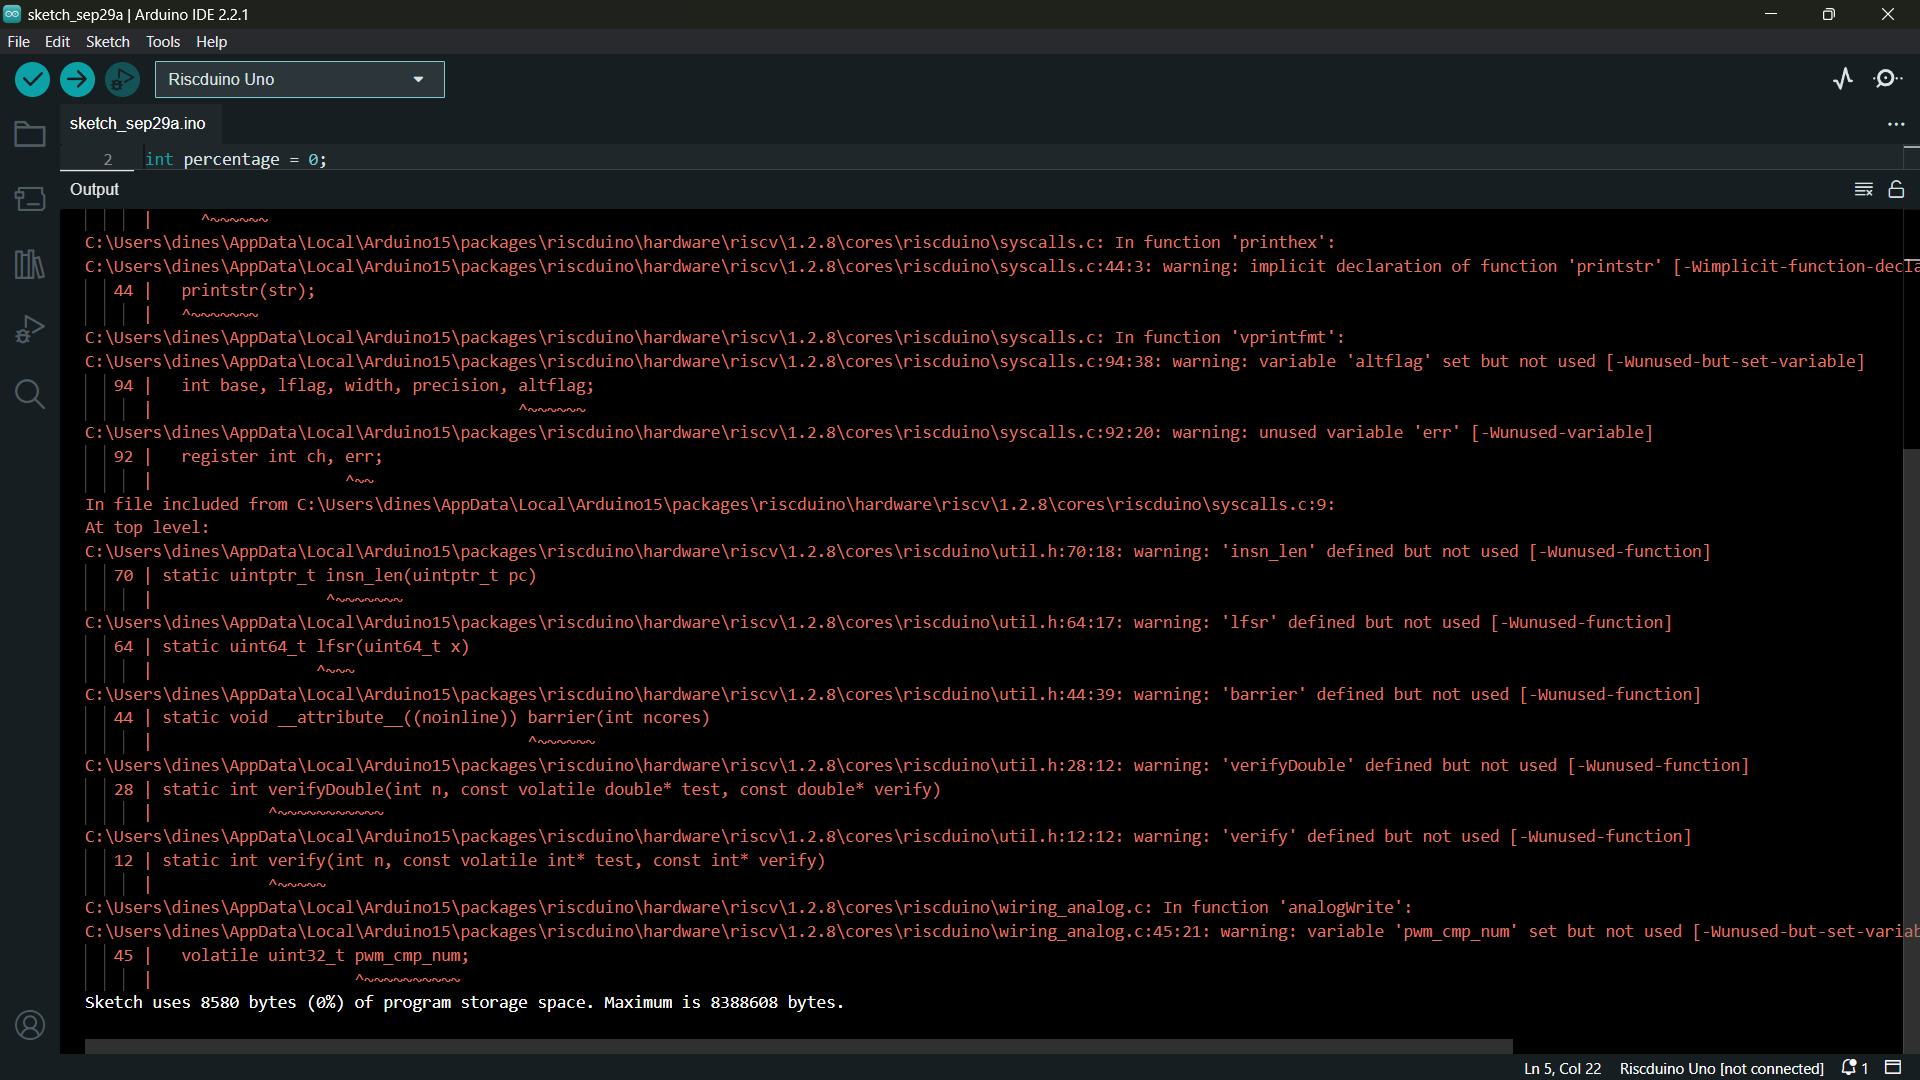 sketch_sep29a | Arduino IDE 2.2.1
File Edit Sketch Tools Help
Riscduino Uno
sketch_sep29a.ino
2 int percentage = 0;
Output
| ^~~~~~~
C:\Users\dines\AppData\Local\Arduino15\packages\riscduino\hardware\riscv\1.2.8\cores\riscduino\syscalls.c: In function 'printhex':
C:\Users\dines\AppData\Local\Arduino15\packages\riscduino\hardware\riscv\1.2.8\cores\riscduino\syscalls.c:44:3: warning: implicit declaration of function 'printstr' [-Wimplicit-function-decla
44 | printstr(str);
| ^~~~~~~~
C:\Users\dines\AppData\Local\Arduino15\packages\riscduino\hardware\riscv\1.2.8\cores\riscduino\syscalls.c: In function 'vprintfmt':
C:\Users\dines\AppData\Local\Arduino15\packages\riscduino\hardware\riscv\1.2.8\cores\riscduino\syscalls.c:94:38: warning: variable 'altflag' set but not used [-Wunused-but-set-variable]
94 | int base, lflag, width, precision, altflag;
| ^~~~~~~
C:\Users\dines\AppData\Local\Arduino15\packages\riscduino\hardware\riscv\1.2.8\cores\riscduino\syscalls.c:92:20: warning: unused variable 'err' [-Wunused-variable]
92 | register int ch, err;
| ^~~
In file included from C:\Users\dines\AppData\Local\Arduino15\packages\riscduino\hardware\riscv\1.2.8\cores\riscduino\syscalls.c:9:
At top level:
C:\Users\dines\AppData\Local\Arduino15\packages\riscduino\hardware\riscv\1.2.8\cores\riscduino\util.h:70:18: warning: 'insn_len' defined but not used [-Wunused-function]
70 | static uintptr_t insn_len(uintptr_t pc)
| ^~~~~~~~
C:\Users\dines\AppData\Local\Arduino15\packages\riscduino\hardware\riscv\1.2.8\cores\riscduino\util.h:64:17: warning: 'lfsr' defined but not used [-Wunused-function]
64 | static uint64_t lfsr(uint64_t x)
| ^~~~
C:\Users\dines\AppData\Local\Arduino15\packages\riscduino\hardware\riscv\1.2.8\cores\riscduino\util.h:44:39: warning: 'barrier' defined but not used [-Wunused-function]
44 | static void __attribute__((noinline)) barrier(int ncores)
| ^~~~~~~
C:\Users\dines\AppData\Local\Arduino15\packages\riscduino\hardware\riscv\1.2.8\cores\riscduino\util.h:28:12: warning: 'verifyDouble' defined but not used [-Wunused-function]
28 | static int verifyDouble(int n, const volatile double* test, const double* verify)
| ^~~~~~~~~~~~
C:\Users\dines\AppData\Local\Arduino15\packages\riscduino\hardware\riscv\1.2.8\cores\riscduino\util.h:12:12: warning: 'verify' defined but not used [-Wunused-function]
12 | static int verify(int n, const volatile int* test, const int* verify)
| ^~~~~~
C:\Users\dines\AppData\Local\Arduino15\packages\riscduino\hardware\riscv\1.2.8\cores\riscduino\wiring_analog.c: In function 'analogWrite':
C:\Users\dines\AppData\Local\Arduino15\packages\riscduino\hardware\riscv\1.2.8\cores\riscduino\wiring_analog.c:45:21: warning: variable 'pwm_cmp_num' set but not used [-Wunused-but-set-variab
45 | volatile uint32_t pwm_cmp_num;
| ^~~~~~~~~~~
Sketch uses 8580 bytes (0%) of program storage space. Maximum is 8388608 bytes.
Ln 5, Col 22 Riscduino Uno [not connected] 1